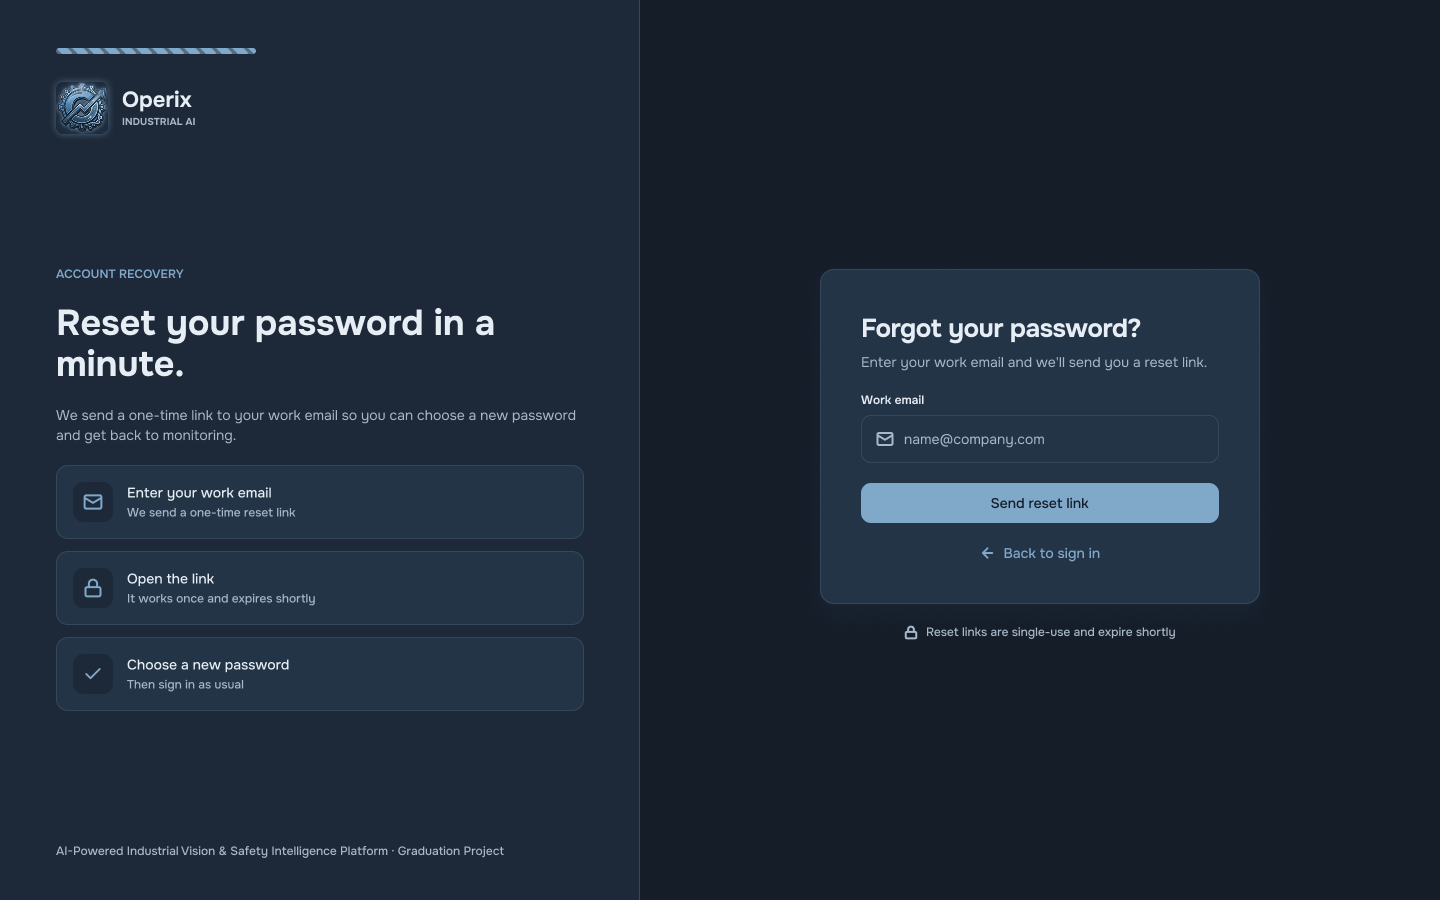 Operix
INDUSTRIAL AI
ACCOUNT RECOVERY
Reset your password in a
minute.
We send a one-time link to your work email so you can choose a new password
and get back to monitoring.
Enter your work email
We send a one-time reset link
Open the link
It works once and expires shortly
Choose a new password
Then sign in as usual
AI-Powered Industrial Vision & Safety Intelligence Platform · Graduation Project
Forgot your password?
Enter your work email and we'll send you a reset link.
Work email
name@company.com
Send reset link
Back to sign in
Reset links are single-use and expire shortly